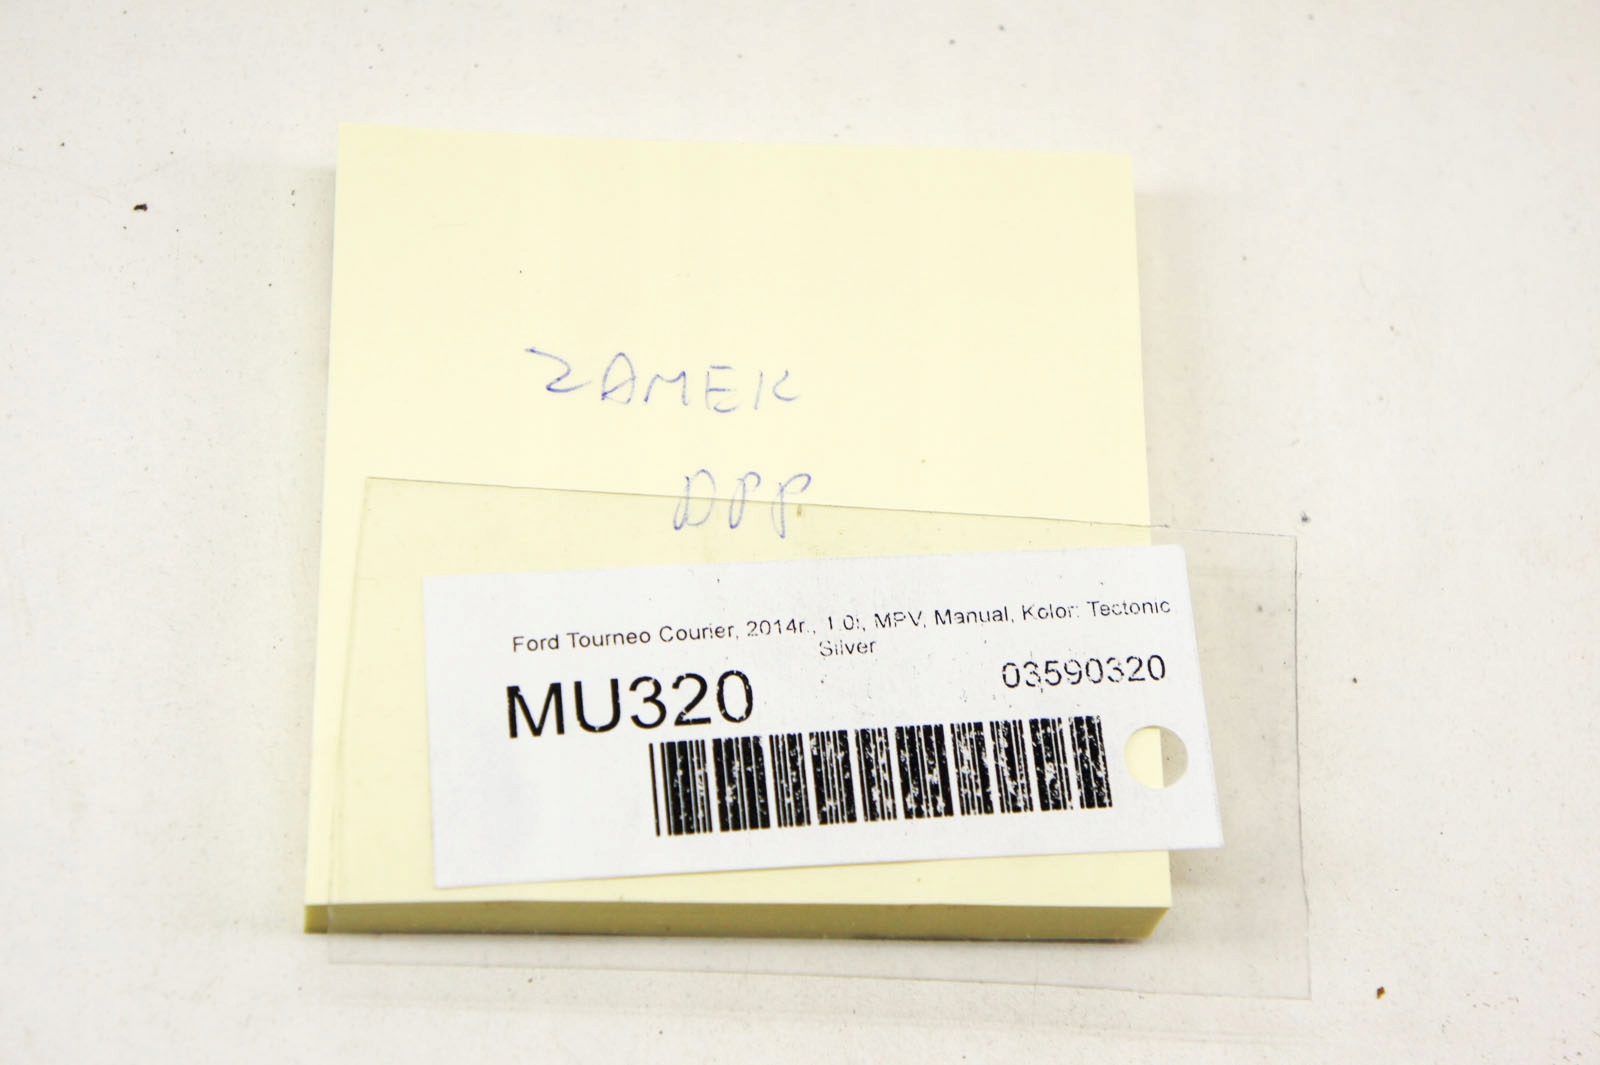 ZAMEK
DPP
Ford Tourneo Courier, 2014r., 1.0i, MPV, Manual, Kolor: Tectonic
Silver
MU320
03590320